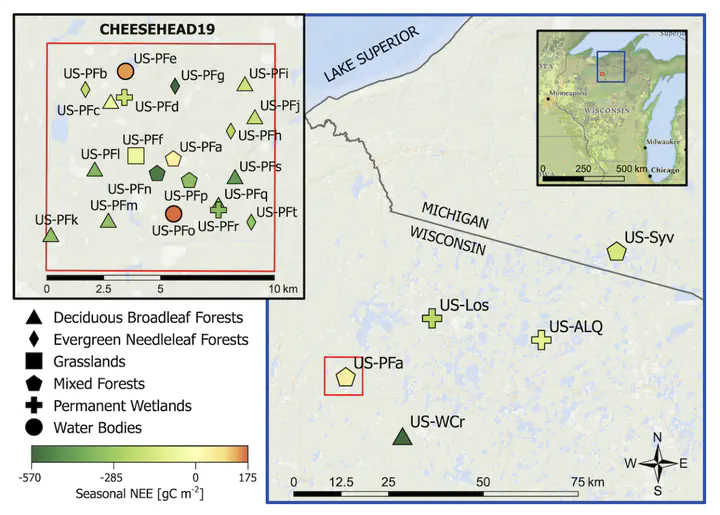 CHEESEHEAD19
US-PFe
US-PFb
US-PFg
US-PFi
US-PFc
US-PFd
US-PFj
US-PFh
US-PFf
US-PFa
US-PFl
US-PFs
US-PFn
US-PFp
US-PFq
US-PFm
US-PFk
US-PFo
US-PFr
US-PFt
0 2.5 5 10 km
Deciduous Broadleaf Forests
Evergreen Needleleaf Forests
Grasslands
Mixed Forests
Permanent Wetlands
Water Bodies
-570 -285 0 175
Seasonal NEE [gC m-2]
LAKE SUPERIOR
MICHIGAN
WISCONSIN
US-Syv
US-Los
US-ALQ
US-PFa
US-WCr
0 12.5 25 50 75 km
N
W E
S
Superior
OTA
Minneapolis
WISCONSIN
Milwaukee
0 250 500 km
Chicago